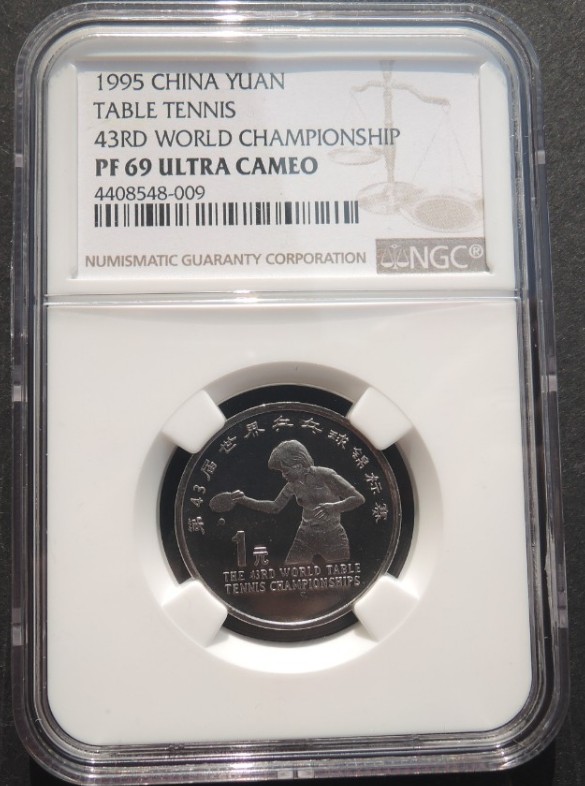 1995 CHINA YUAN
TABLE TENNIS
43RD WORLD CHAMPIONSHIP
PF 69 ULTRA CAMEO
4408548-009
NUMISMATIC GUARANTY CORPORATION
NGC®
第43届世界乒乓球锦标赛
1元
THE 43RD WORLD TABLE
TENNIS CHAMPIONSHIPS